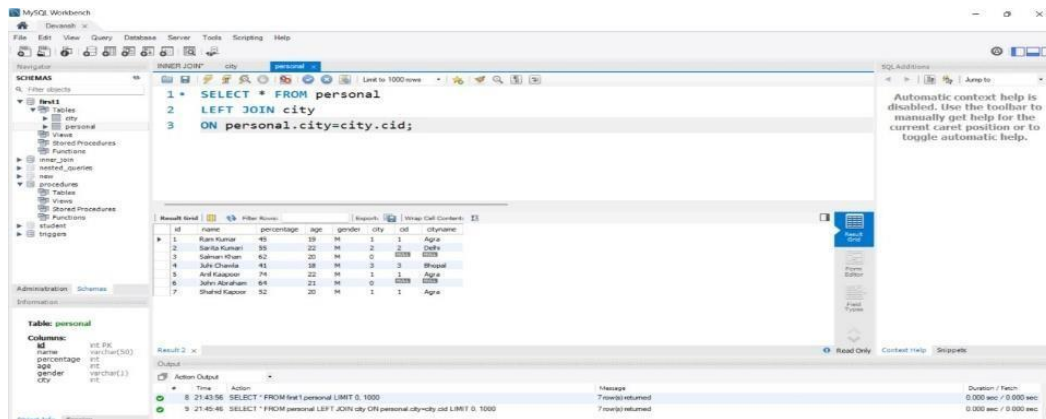 MySQL Workbench
Devansh
File Edit View Query Database Server Tools Scripting Help
Navigator
SCHEMAS
Filter objects
first1
Tables
city
personal
Views
Stored Procedures
Functions
inner_join
nested_queries
new
procedures
Tables
Views
Stored Procedures
Functions
student
triggers
Administration Schemas
Information
Table: personal
Columns:
id int PK
name varchar(50)
percentage int
age int
gender varchar(1)
city int
INNER JOIN* city personal
Limit to 1000 rows
1 SELECT * FROM personal
2 LEFT JOIN city
3 ON personal.city=city.cid;
Result Grid Filter Rows: Export: Wrap Cell Content:
id name percentage age gender city cid cityname
1 Ram Kumar 45 19 M 1 1 Agra
2 Sarita Kumari 55 22 M 2 2 Delhi
3 Salman Khan 62 20 M 0 NULL NULL
4 Juhi Chawla 41 18 M 3 3 Bhopal
5 Anil Kaapoor 74 22 M 1 1 Agra
6 John Abraham 64 21 M 0 NULL NULL
7 Shahid Kapoor 52 20 M 1 1 Agra
Result Grid
Form Editor
Field Types
Result 2
Read Only
Output
Action Output
# Time Action Message Duration / Fetch
8 21:43:56 SELECT * FROM first1.personal LIMIT 0, 1000 7 row(s) returned 0.000 sec / 0.000 sec
9 21:45:46 SELECT * FROM personal LEFT JOIN city ON personal.city=city.cid LIMIT 0, 1000 7 row(s) returned 0.000 sec / 0.000 sec
SQLAdditions
Jump to
Automatic context help is
disabled. Use the toolbar to
manually get help for the
current caret position or to
toggle automatic help.
Context Help Snippets